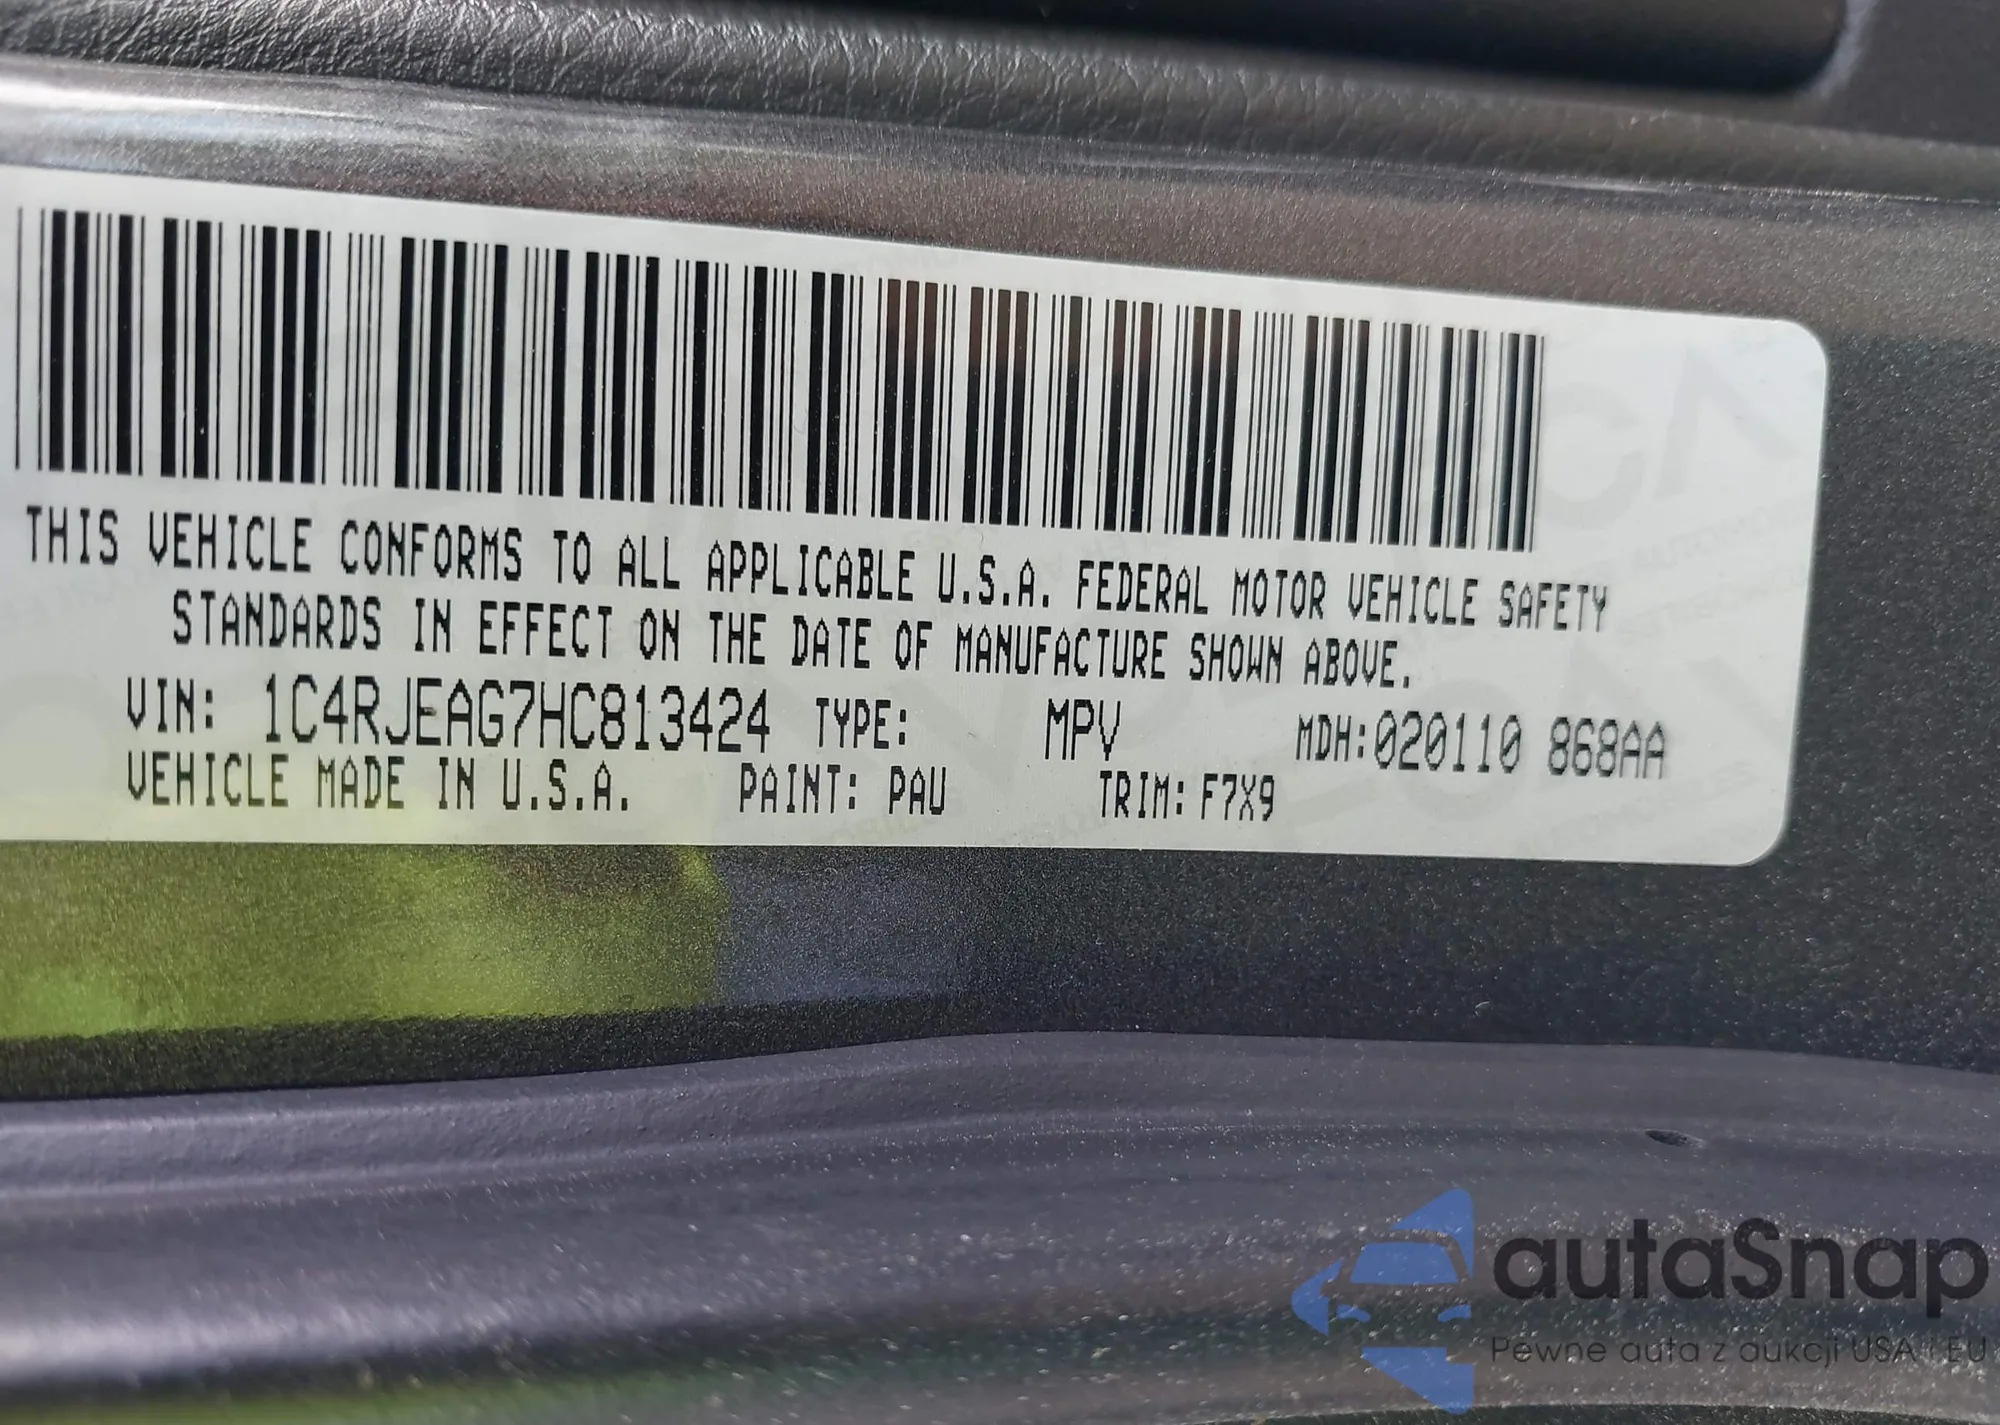 THIS VEHICLE CONFORMS TO ALL APPLICABLE U.S.A. FEDERAL MOTOR VEHICLE SAFETY
STANDARDS IN EFFECT ON THE DATE OF MANUFACTURE SHOWN ABOVE.
VIN: 1C4RJEAG7HC813424 TYPE: MPV MDH:020110 868AA
VEHICLE MADE IN U.S.A. PAINT: PAU TRIM: F7X9
autaSnap
Pewne auta z aukcji USA i EU